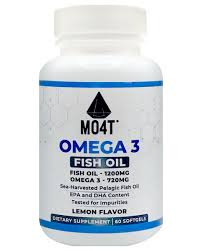 MO4T
OMEGA 3
FISH OIL
FISH OIL - 1200MG
OMEGA 3 - 720MG
Sea-Harvested Pelagic Fish Oil
EPA and DHA Content
Tested for Impurities
LEMON FLAVOR
DIETARY SUPPLEMENT | 60 SOFTGELS